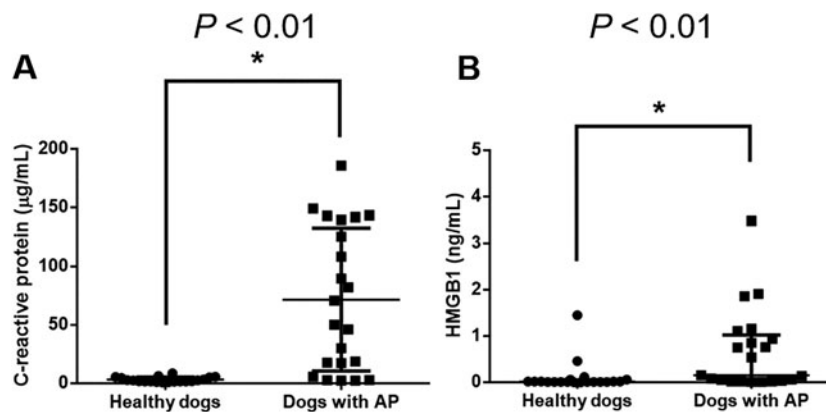 P < 0.01
P < 0.01
A
*
B
*
C-reactive protein (μg/mL)
200
150
100
50
0
Healthy dogs
Dogs with AP
HMGB1 (ng/mL)
5
4
3
2
1
0
Healthy dogs
Dogs with AP